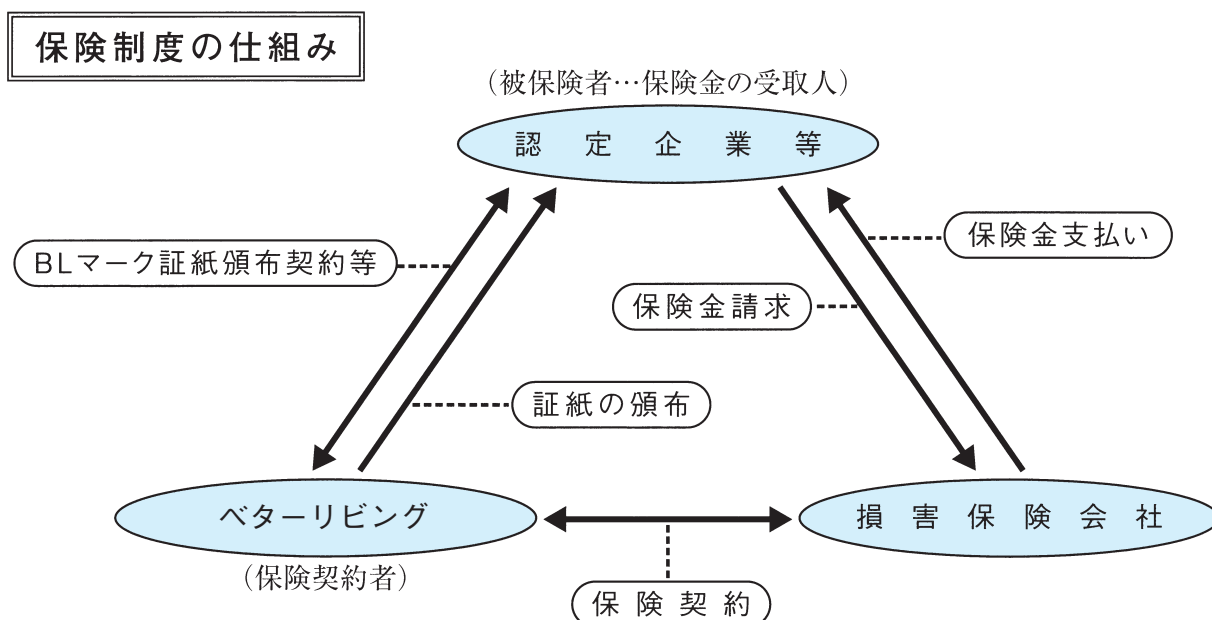 保険制度の仕組み
（被保険者…保険金の受取人）
認定企業等
保険金支払い
BLマーク証紙頒布契約等
保険金請求
証紙の頒布
ベターリビング
損害保険会社
（保険契約者）
保険契約